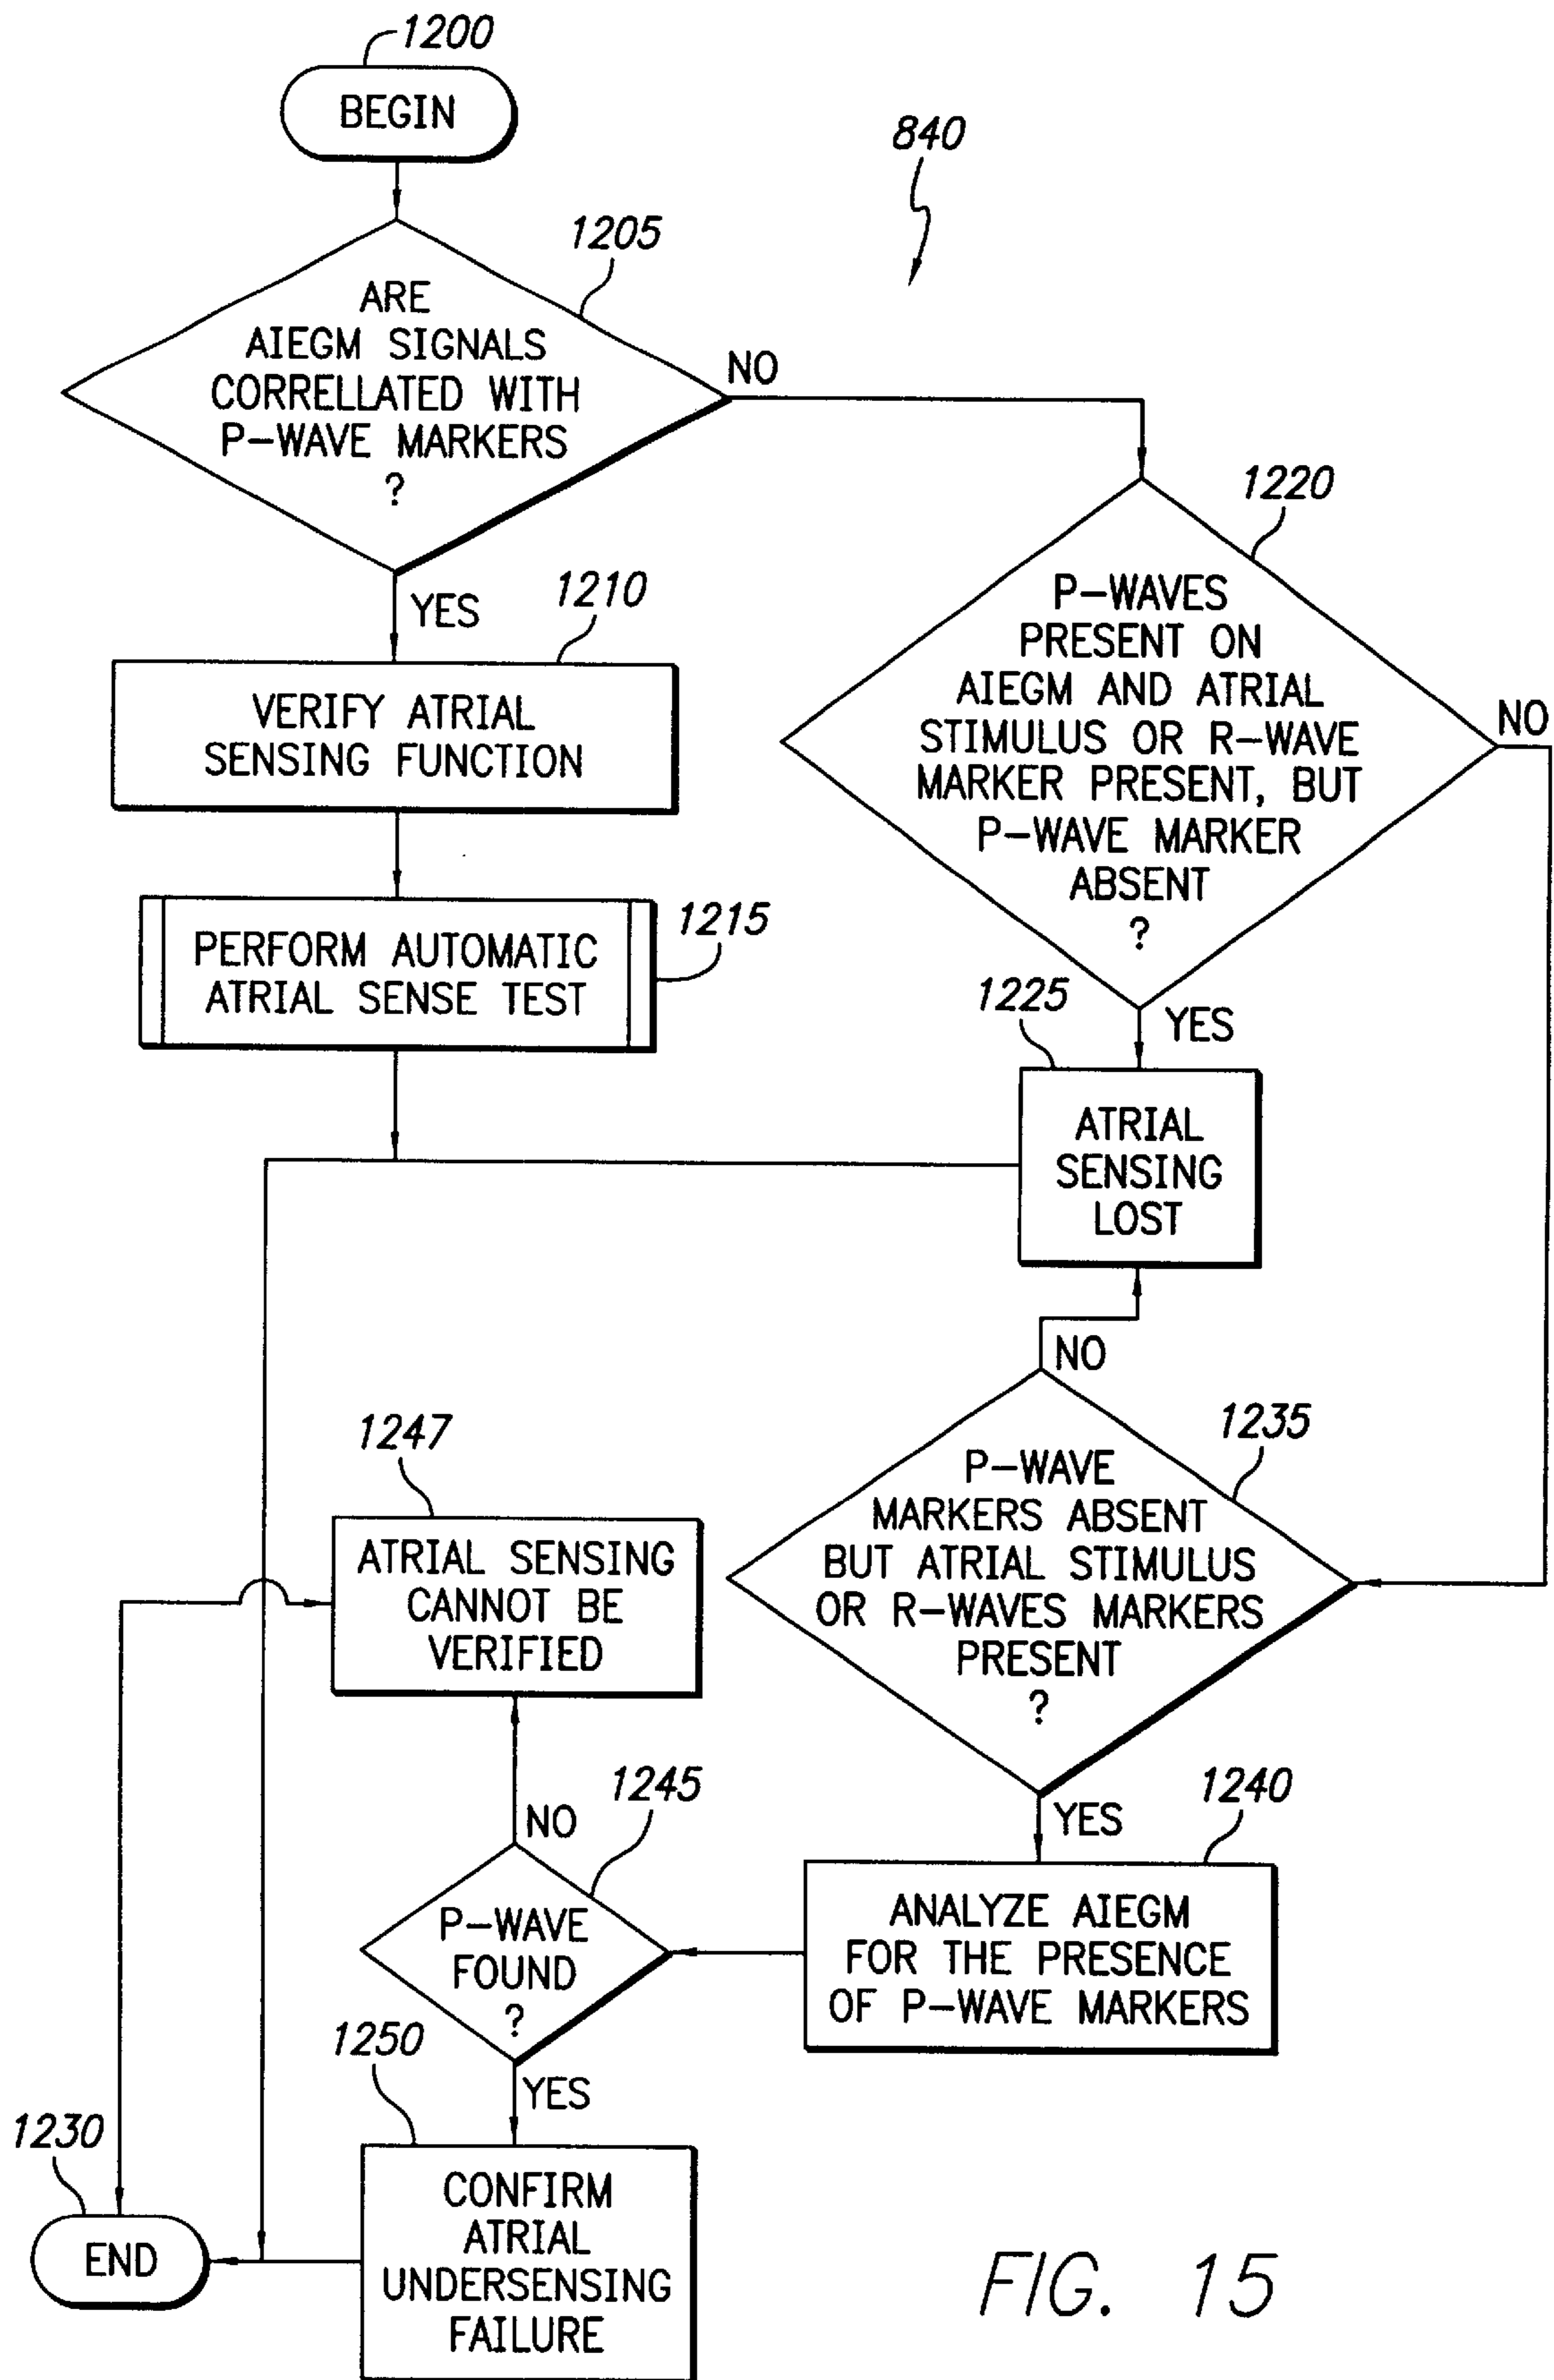 1200
BEGIN
840
1205
ARE
AIEGM SIGNALS
CORRELLATED WITH
P-WAVE MARKERS
?
NO
YES
1210
VERIFY ATRIAL
SENSING FUNCTION
1215
PERFORM AUTOMATIC
ATRIAL SENSE TEST
1220
P-WAVES
PRESENT ON
AIEGM AND ATRIAL
STIMULUS OR R-WAVE
MARKER PRESENT, BUT
P-WAVE MARKER
ABSENT
?
NO
YES
1225
ATRIAL
SENSING
LOST
NO
1235
P-WAVE
MARKERS ABSENT
BUT ATRIAL STIMULUS
OR R-WAVES MARKERS
PRESENT
?
YES
1240
ANALYZE AIEGM
FOR THE PRESENCE
OF P-WAVE MARKERS
1247
ATRIAL SENSING
CANNOT BE
VERIFIED
NO
1245
P-WAVE
FOUND
?
YES
1250
CONFIRM
ATRIAL
UNDERSENSING
FAILURE
1230
END
FIG. 15